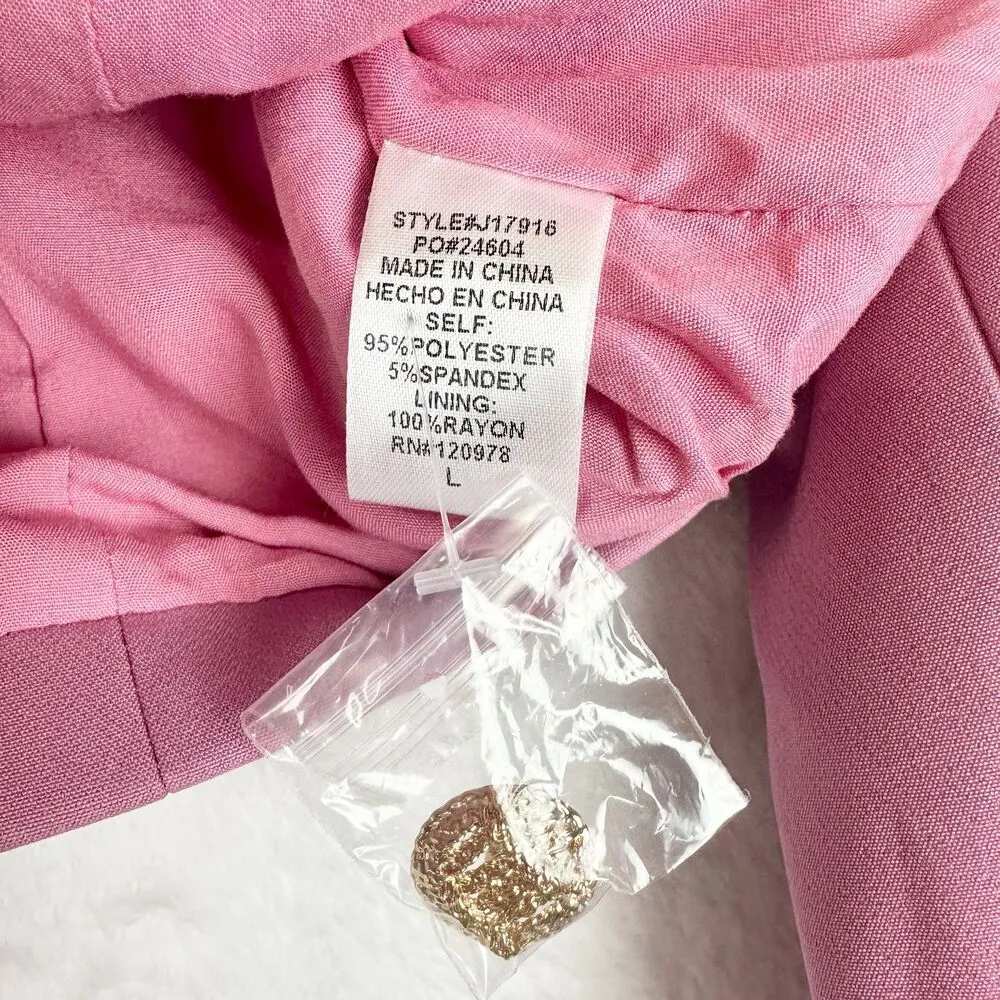 STYLE#J17916
PO#24604
MADE IN CHINA
HECHO EN CHINA
SELF:
95%POLYESTER
5%SPANDEX
LINING:
100%RAYON
RN#120978
L